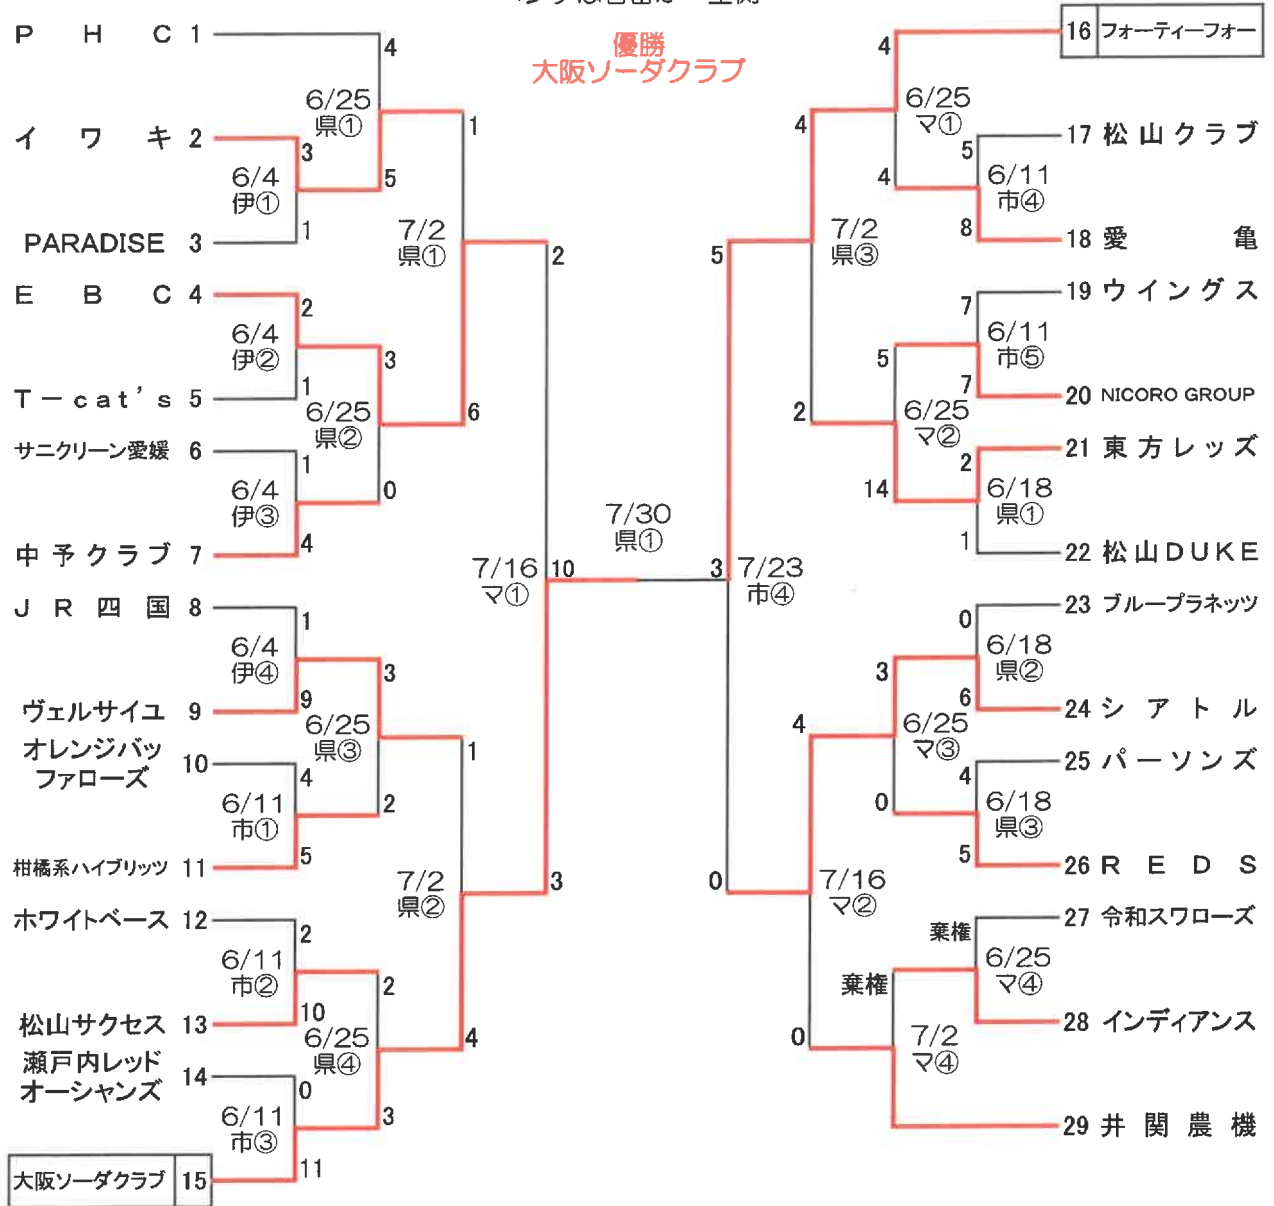 優勝
大阪ソーダクラブ
P H C 1
イワキ 2
PARADISE 3
E B C 4
T－cat's 5
サニクリーン愛媛 6
中予クラブ 7
JR四国 8
ヴェルサイユ 9
オレンジバッ
ファローズ 10
柑橘系ハイブリッツ 11
ホワイトベース 12
松山サクセス 13
瀬戸内レッド
オーシャンズ 14
大阪ソーダクラブ 15
3
6/4
伊①
1
2
6/4
伊②
1
1
6/4
伊③
4
1
6/4
伊④
9
4
6/11
市①
5
2
6/11
市②
10
0
6/11
市③
11
4
6/25
県①
5
3
6/25
県②
0
3
6/25
県③
2
2
6/25
県④
3
1
7/2
県①
6
1
7/2
県②
4
2
7/16
マ①
3
10
7/30
県①
3
5
7/23
市④
0
4
7/2
県③
2
4
7/16
マ②
0
4
6/25
マ①
4
5
6/25
マ②
14
3
6/25
マ③
0
棄権
7/2
マ④
5
6/11
市④
8
7
6/11
市⑤
7
2
6/18
県①
1
0
6/18
県②
6
4
6/18
県③
5
棄権
6/25
マ④
16 フォーティーフォー
17 松山クラブ
18 愛亀
19 ウイングス
20 NICORO GROUP
21 東方レッズ
22 松山DUKE
23 ブループラネッツ
24 シアトル
25 パーソンズ
26 REDS
27 令和スワローズ
28 インディアンス
29 井関農機